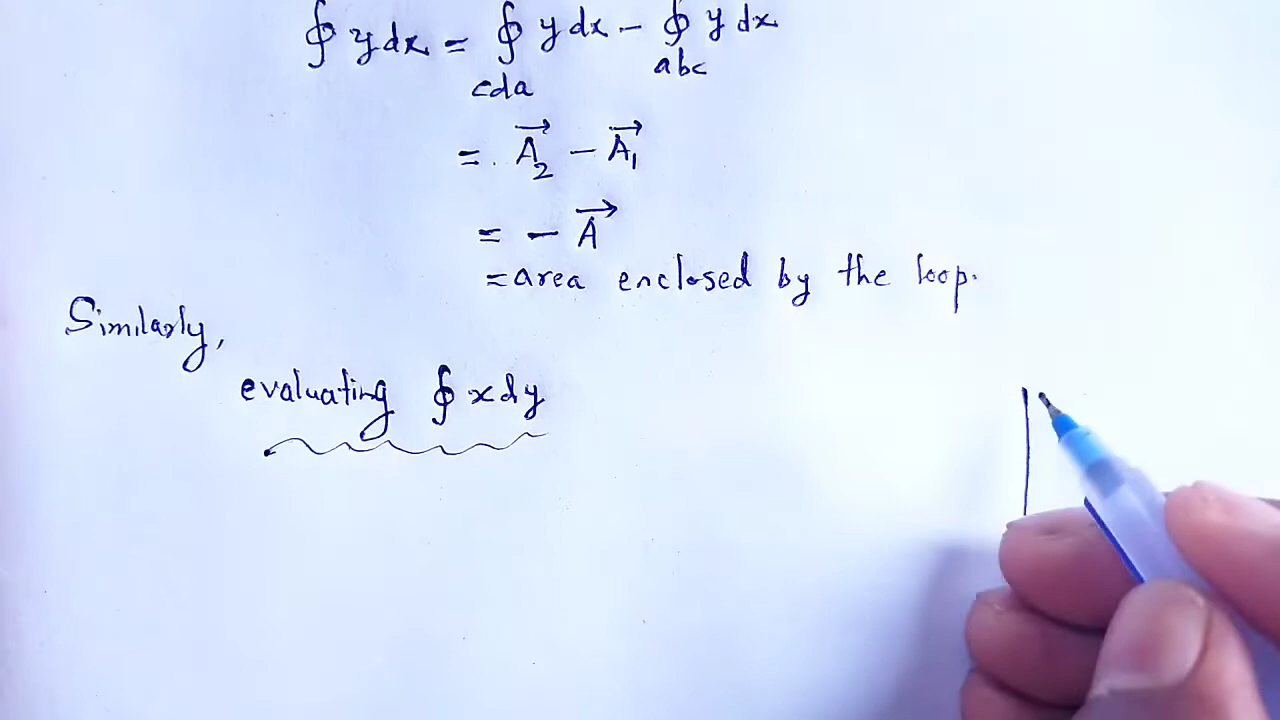 ∮ y dx = ∮ y dx − ∮ y dx
cda abc
= . A⃗₂ − A⃗₁
= − A⃗
= area enclosed by the loop.
Similarly,
evaluating ∮ x dy